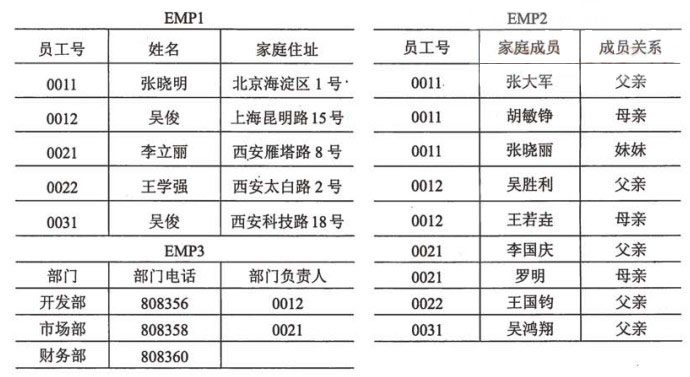 EMP1
员工号 姓名 家庭住址
0011 张晓明 北京海淀区 1 号
0012 吴俊 上海昆明路 15 号
0021 李立丽 西安雁塔路 8 号
0022 王学强 西安太白路 2 号
0031 吴俊 西安科技路 18 号
EMP3
部门 部门电话 部门负责人
开发部 808356 0012
市场部 808358 0021
财务部 808360
EMP2
员工号 家庭成员 成员关系
0011 张大军 父亲
0011 胡敏铮 母亲
0011 张晓丽 妹妹
0012 吴胜利 父亲
0012 王若垚 母亲
0021 李国庆 父亲
0021 罗明 母亲
0022 王国钧 父亲
0031 吴鸿翔 父亲